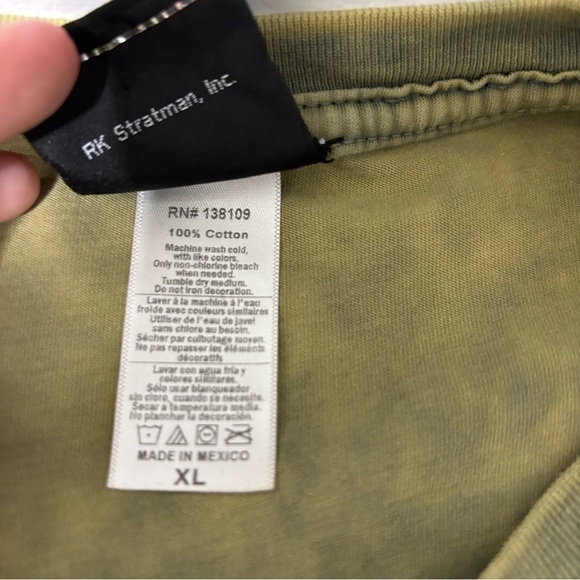 RK Stratman, Inc.
RN# 138109
100% Cotton
Machine wash cold,
with like colors.
Only non-chlorine bleach
when needed.
Tumble dry medium.
Do not iron decoration.
Laver à la machine à l'eau
froide avec couleurs similaires
Utiliser de l'eau de javel
sans chlore au besoin.
Sécher par culbutage moyen.
Ne pas repasser les éléments
décoratifs
Lavar con agua fría y
colores similares.
Sólo usar blanqueador
sin cloro, cuando se necesite.
Secar a temperatura media.
No planchar la decoración.
MADE IN MEXICO
XL